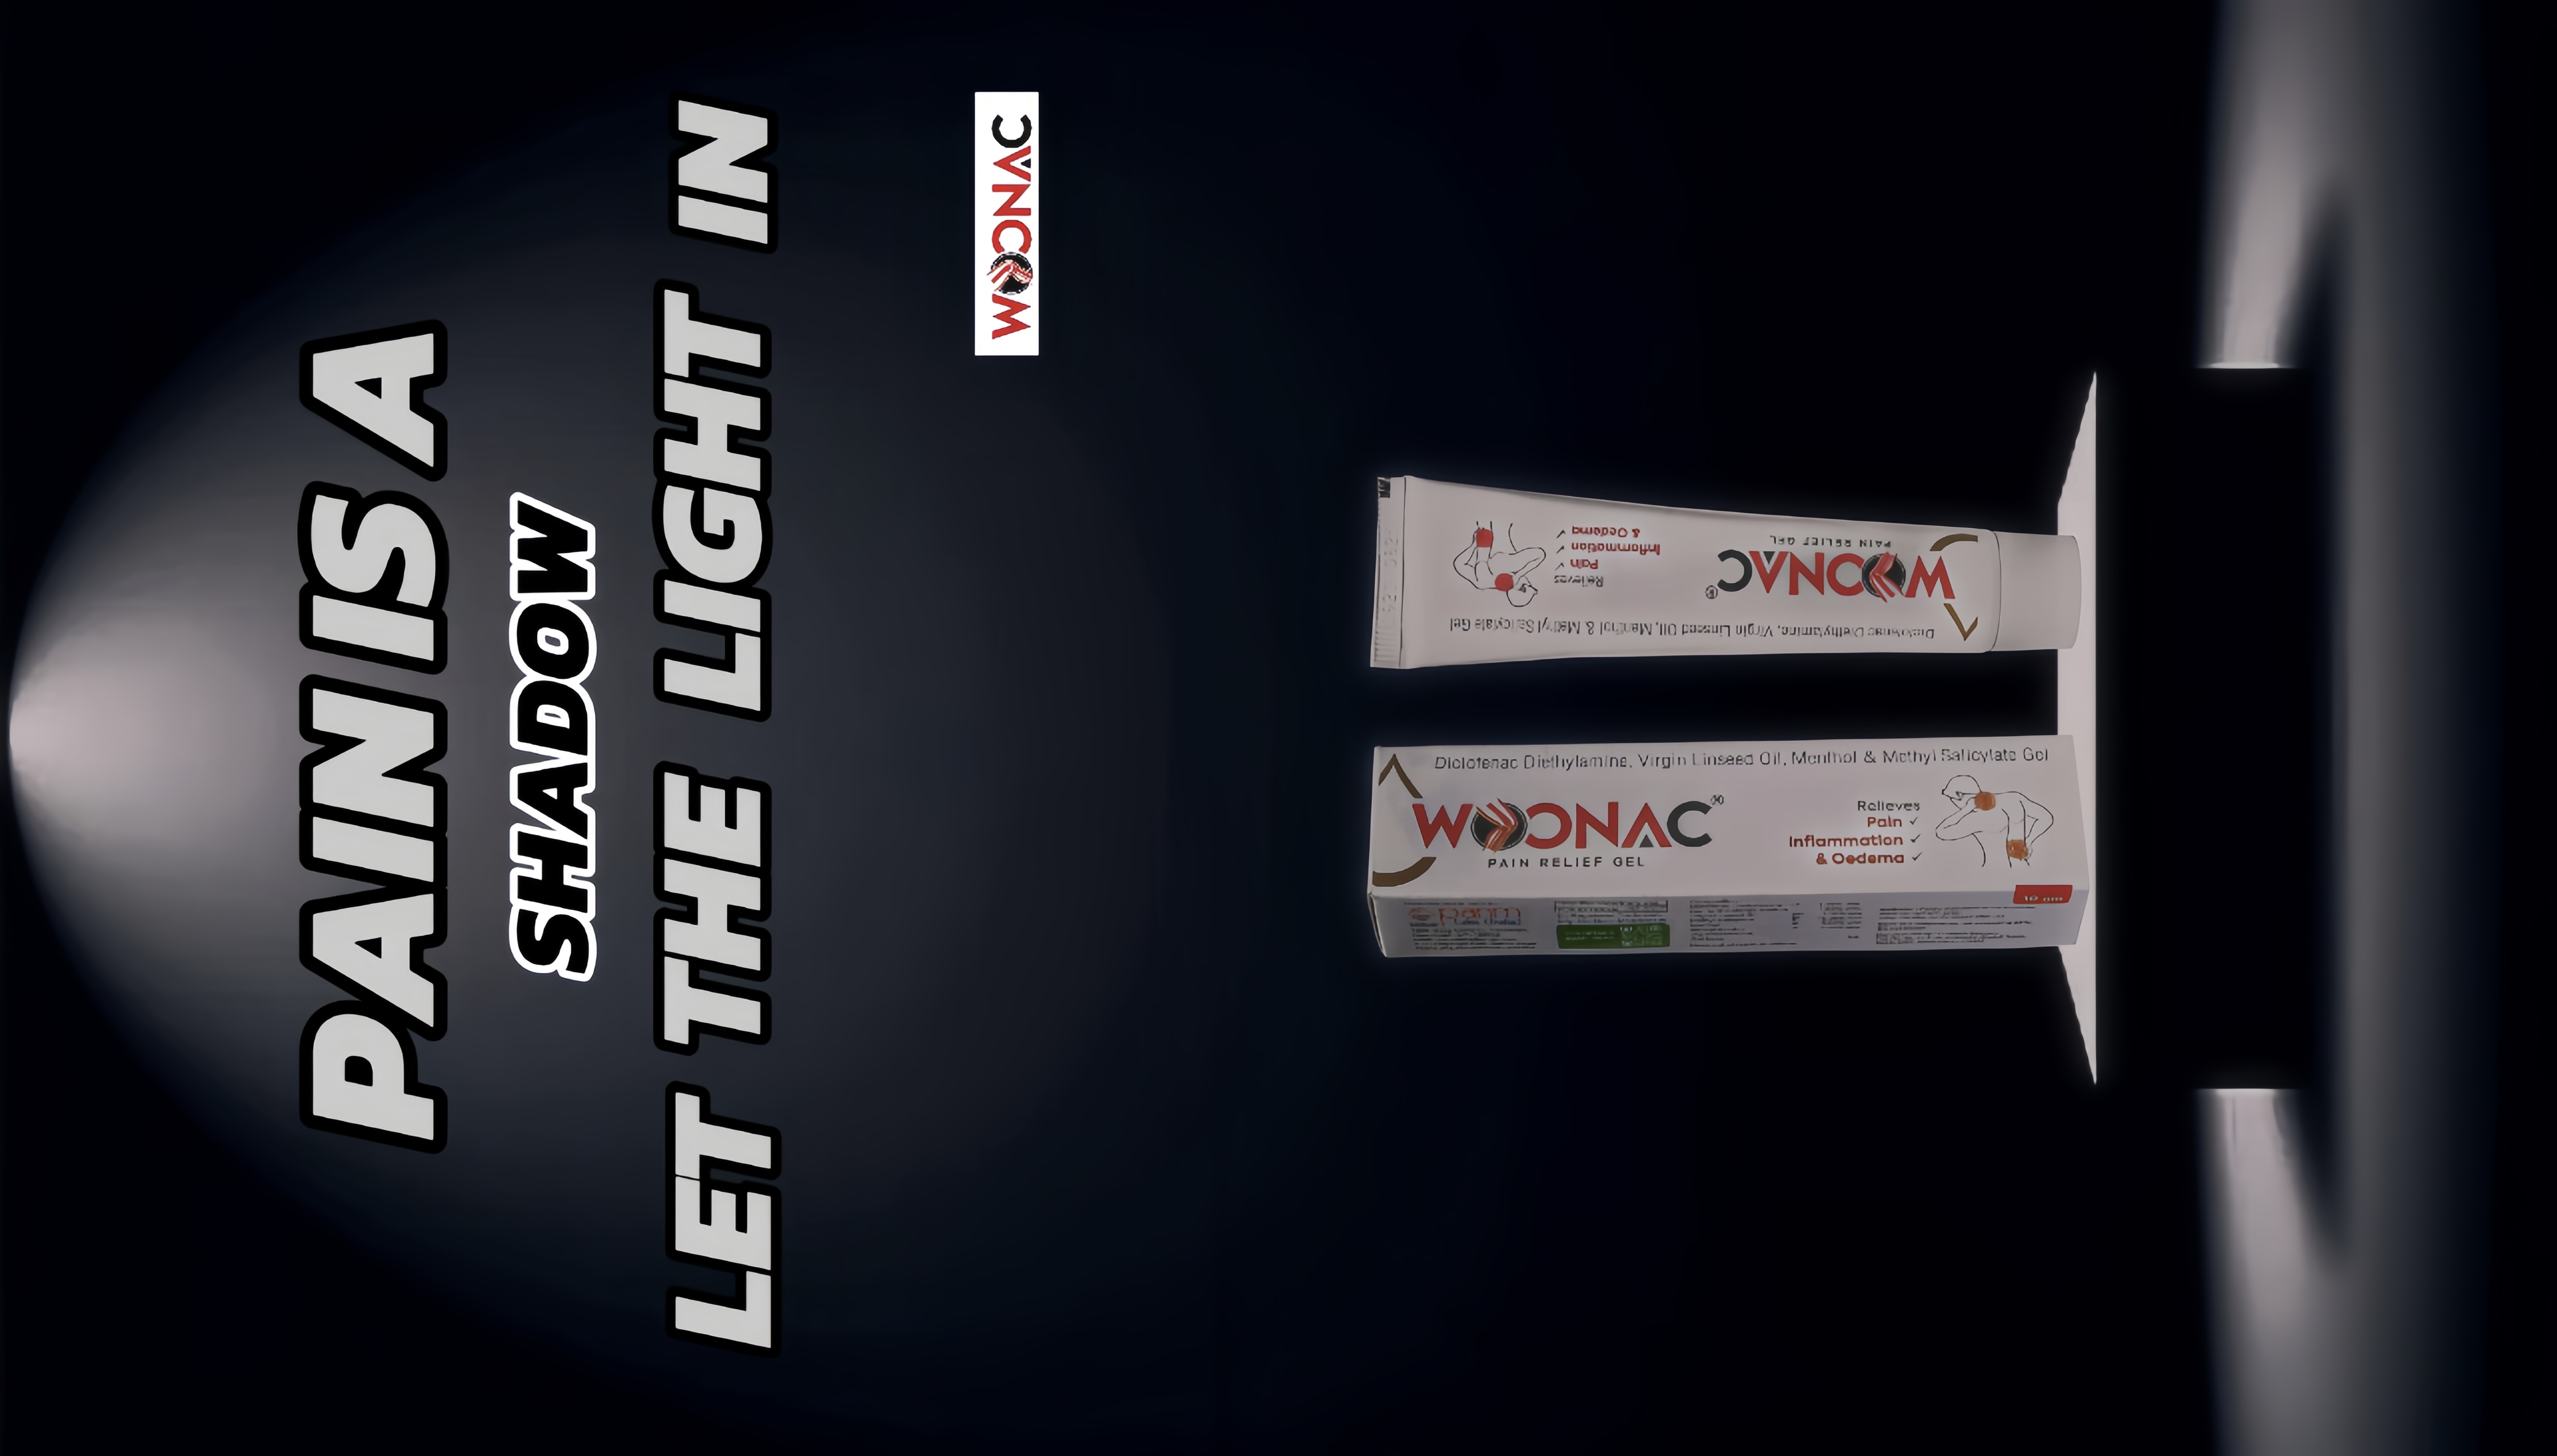 PAIN IS A
SHADOW
LET THE LIGHT IN
WOONAC
Diclofenac Diethylamine, Virgin Linseed Oil, Menthol & Methyl Salicylate Gel
WOONAC®
PAIN RELIEF GEL
Relieves
Pain ✓
Inflammation ✓
& Oedema ✓
Diclofenac Diethylamine, Virgin Linseed Oil, Menthol & Methyl Salicylate Gel
WOONAC®
PAIN RELIEF GEL
Relieves
Pain ✓
Inflammation ✓
& Oedema ✓